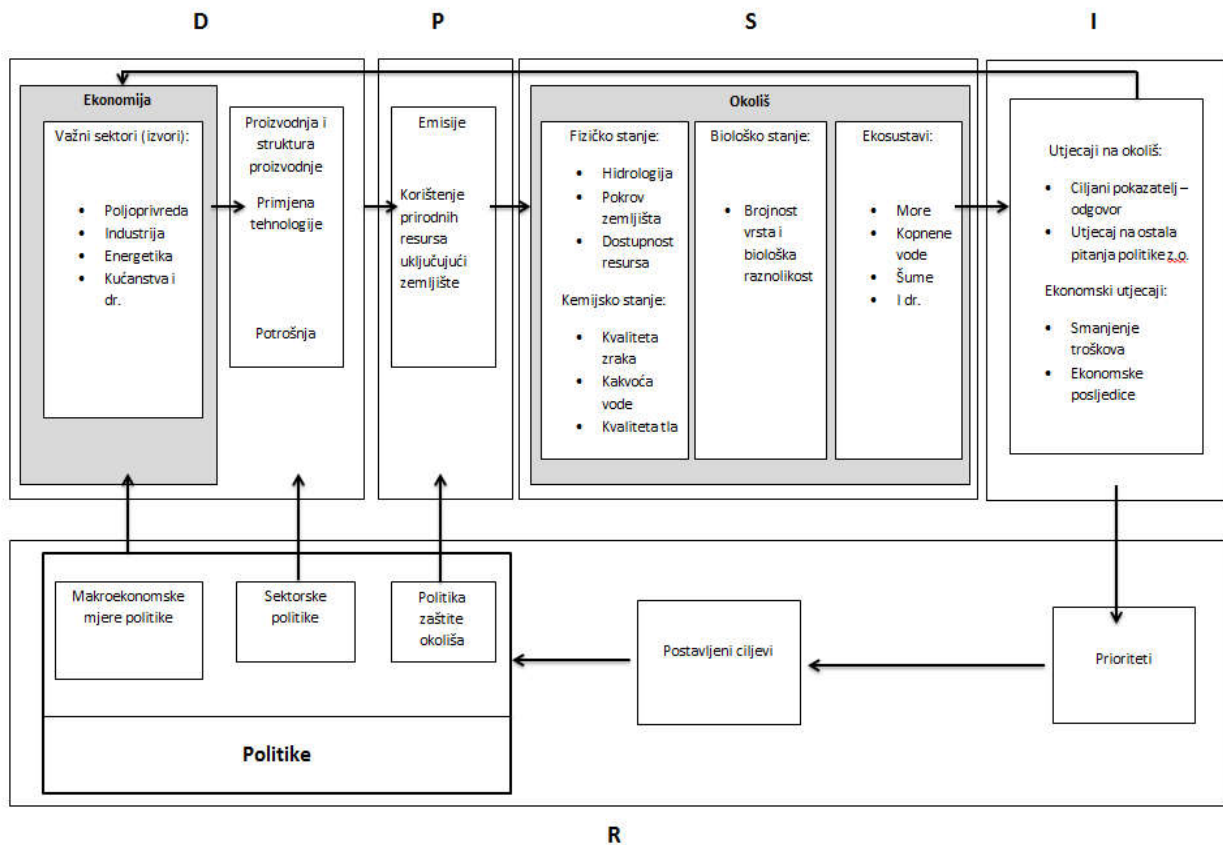 D
P
S
I
Ekonomija
Važni sektori (izvori):
• Poljoprivreda
• Industrija
• Energetika
• Kućanstva i
dr.
Proizvodnja i
struktura
proizvodnje
Primjena
tehnologije
Potrošnja
Emisije
Korištenje
prirodnih
resursa
uključujući
zemljište
Okoliš
Fizičko stanje:
• Hidrologija
• Pokrov
zemljišta
• Dostupnost
resursa
Kemijsko stanje:
• Kvaliteta
zraka
• Kakvoća
vode
• Kvaliteta tla
Biološko stanje:
• Brojnost
vrsta i
biološka
raznolikost
Ekosustavi:
• More
• Kopnene
vode
• Šume
• I dr.
Utjecaji na okoliš:
• Ciljani pokazatelj –
odgovor
• Utjecaj na ostala
pitanja politike z.o.
Ekonomski utjecaji:
• Smanjenje
troškova
• Ekonomske
posljedice
Makroekonomske
mjere politike
Sektorske
politike
Politika
zaštite
okoliša
Politike
Postavljeni ciljevi
Prioriteti
R